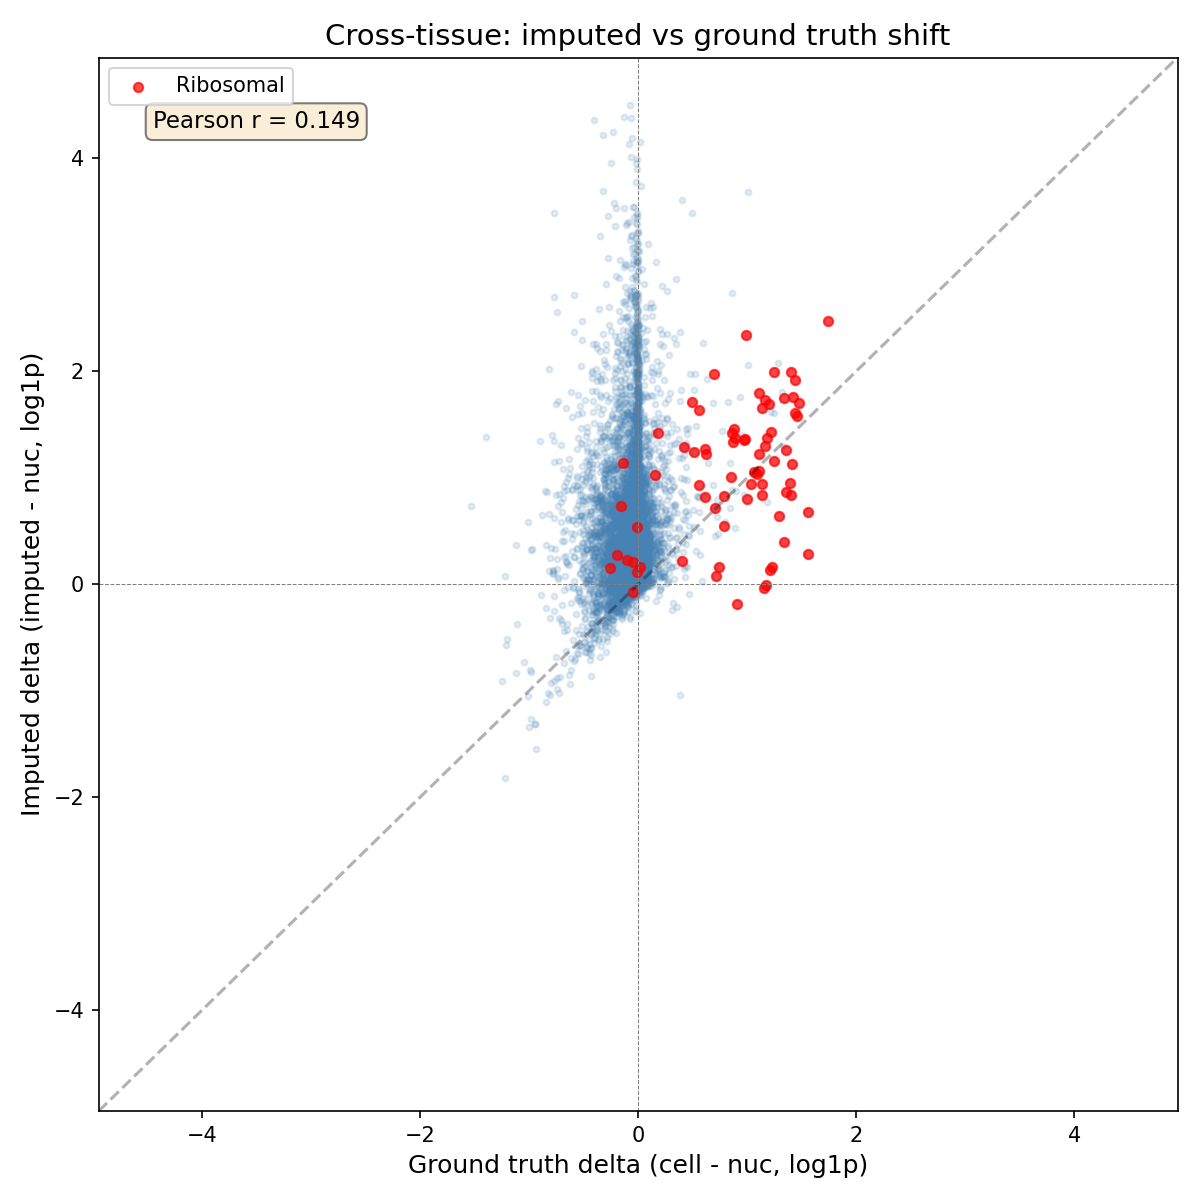 Cross-tissue: imputed vs ground truth shift
Ribosomal
Pearson r = 0.149
Imputed delta (imputed - nuc, log1p)
4
2
0
−2
−4
−4
−2
0
2
4
Ground truth delta (cell - nuc, log1p)